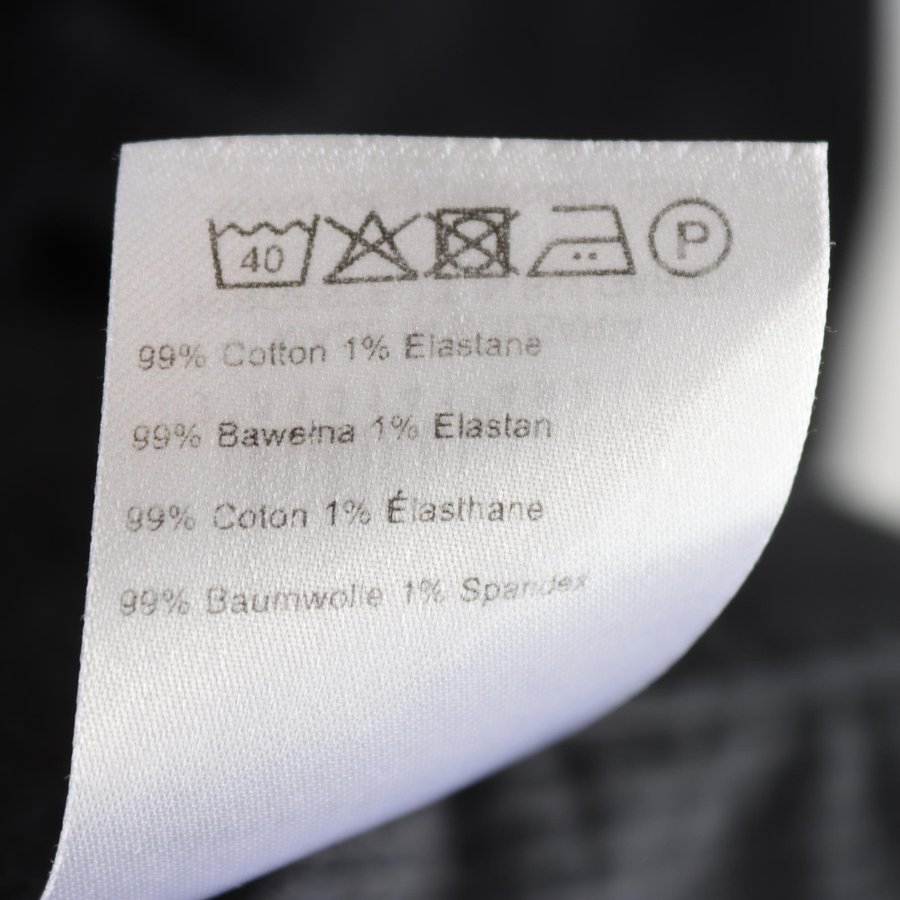 40 P
99% Cotton 1% Elastane
99% Bawełna 1% Elastan
99% Coton 1% Élasthane
99% Baumwolle 1% Spandex